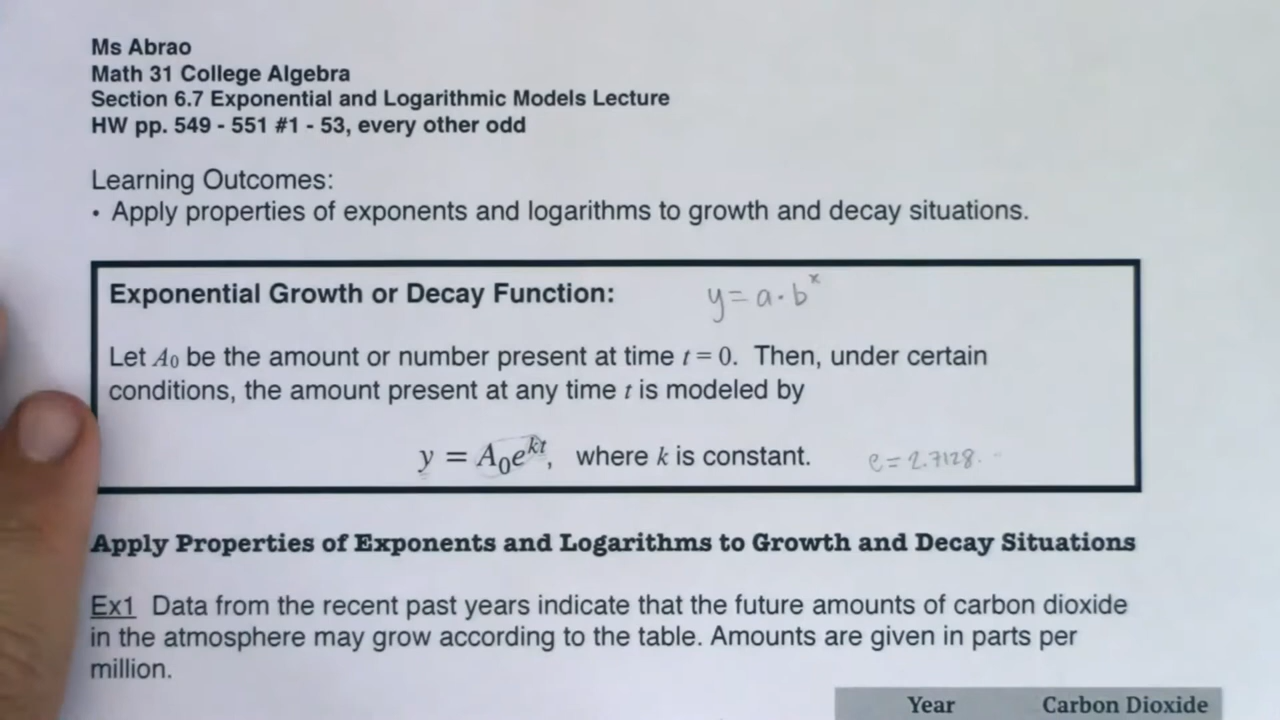 Ms Abrao
Math 31 College Algebra
Section 6.7 Exponential and Logarithmic Models Lecture
HW pp. 549 - 551 #1 - 53, every other odd
Learning Outcomes:
• Apply properties of exponents and logarithms to growth and decay situations.
Exponential Growth or Decay Function: y = a · b^x
Let A₀ be the amount or number present at time t = 0. Then, under certain
conditions, the amount present at any time t is modeled by
y = A₀e^{kt}, where k is constant. e = 2.7128...
Apply Properties of Exponents and Logarithms to Growth and Decay Situations
Ex1 Data from the recent past years indicate that the future amounts of carbon dioxide
in the atmosphere may grow according to the table. Amounts are given in parts per
million.
Year Carbon Dioxide